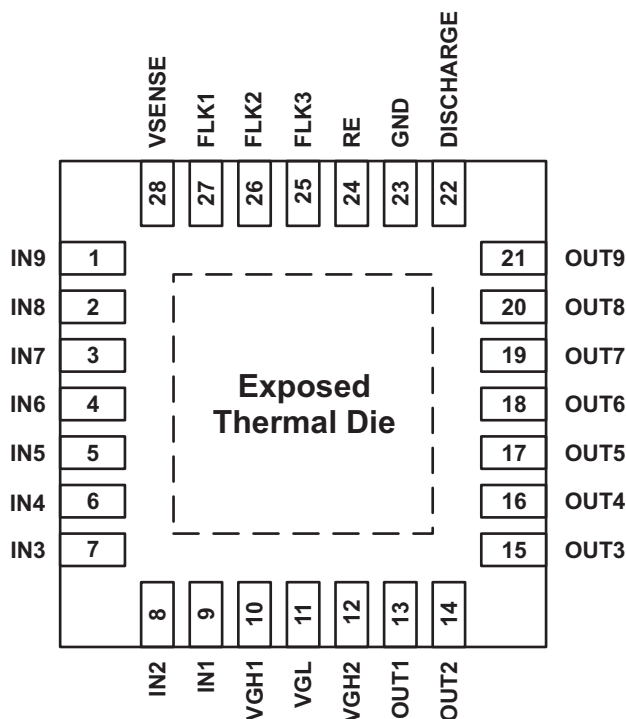 VSENSE
FLK1
FLK2
FLK3
RE
GND
DISCHARGE
28
27
26
25
24
23
22
IN9 1 21 OUT9
IN8 2 20 OUT8
IN7 3 19 OUT7
IN6 4 18 OUT6
IN5 5 17 OUT5
IN4 6 16 OUT4
IN3 7 15 OUT3
Exposed
Thermal Die
8
9
10
11
12
13
14
IN2
IN1
VGH1
VGL
VGH2
OUT1
OUT2